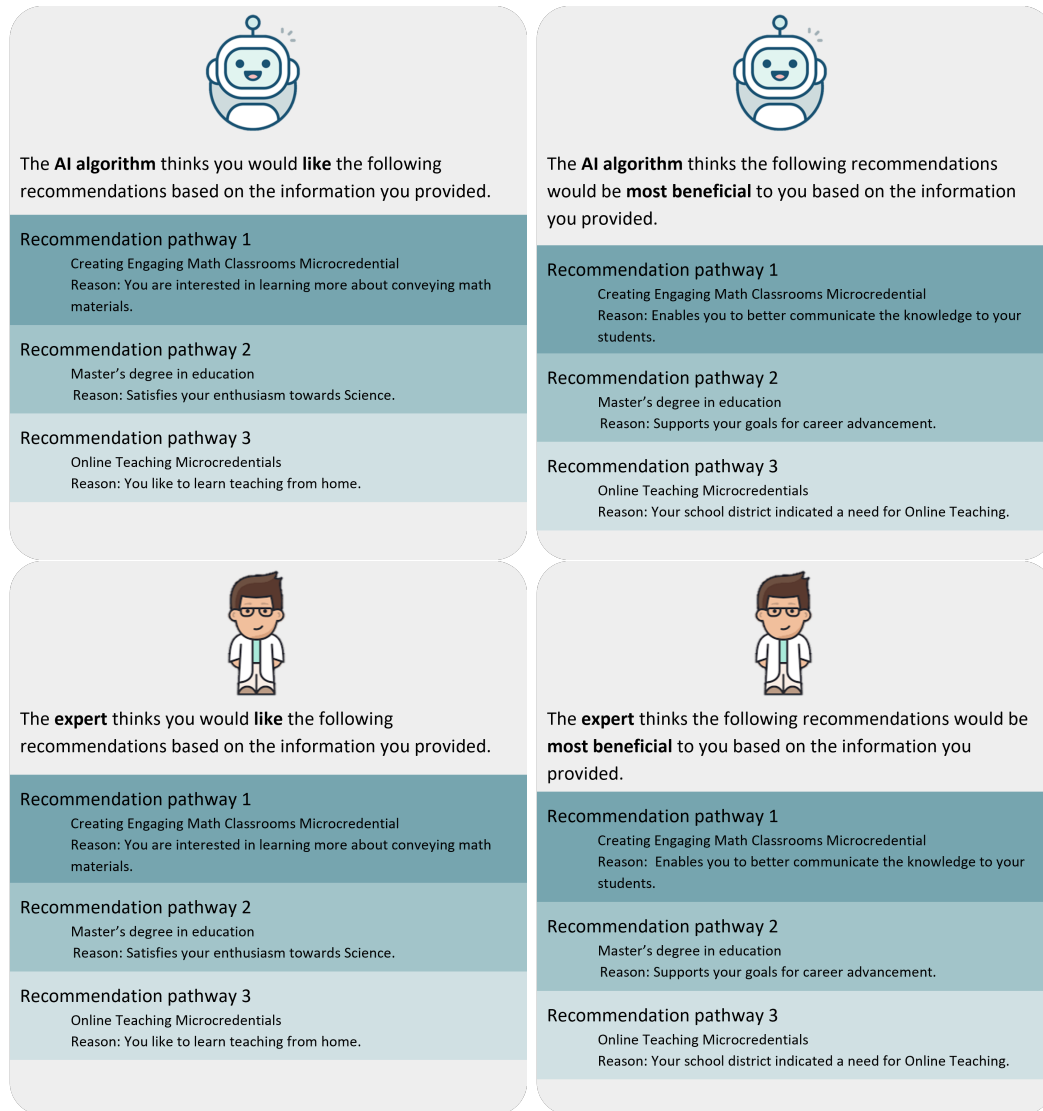 The AI algorithm thinks you would like the following
recommendations based on the information you provided.
Recommendation pathway 1
Creating Engaging Math Classrooms Microcredential
Reason: You are interested in learning more about conveying math
materials.
Recommendation pathway 2
Master’s degree in education
Reason: Satisfies your enthusiasm towards Science.
Recommendation pathway 3
Online Teaching Microcredentials
Reason: You like to learn teaching from home.
The AI algorithm thinks the following recommendations
would be most beneficial to you based on the information
you provided.
Recommendation pathway 1
Creating Engaging Math Classrooms Microcredential
Reason: Enables you to better communicate the knowledge to your
students.
Recommendation pathway 2
Master’s degree in education
Reason: Supports your goals for career advancement.
Recommendation pathway 3
Online Teaching Microcredentials
Reason: Your school district indicated a need for Online Teaching.
The expert thinks you would like the following
recommendations based on the information you provided.
Recommendation pathway 1
Creating Engaging Math Classrooms Microcredential
Reason: You are interested in learning more about conveying math
materials.
Recommendation pathway 2
Master’s degree in education
Reason: Satisfies your enthusiasm towards Science.
Recommendation pathway 3
Online Teaching Microcredentials
Reason: You like to learn teaching from home.
The expert thinks the following recommendations would be
most beneficial to you based on the information you
provided.
Recommendation pathway 1
Creating Engaging Math Classrooms Microcredential
Reason:  Enables you to better communicate the knowledge to your
students.
Recommendation pathway 2
Master’s degree in education
Reason: Supports your goals for career advancement.
Recommendation pathway 3
Online Teaching Microcredentials
Reason: Your school district indicated a need for Online Teaching.